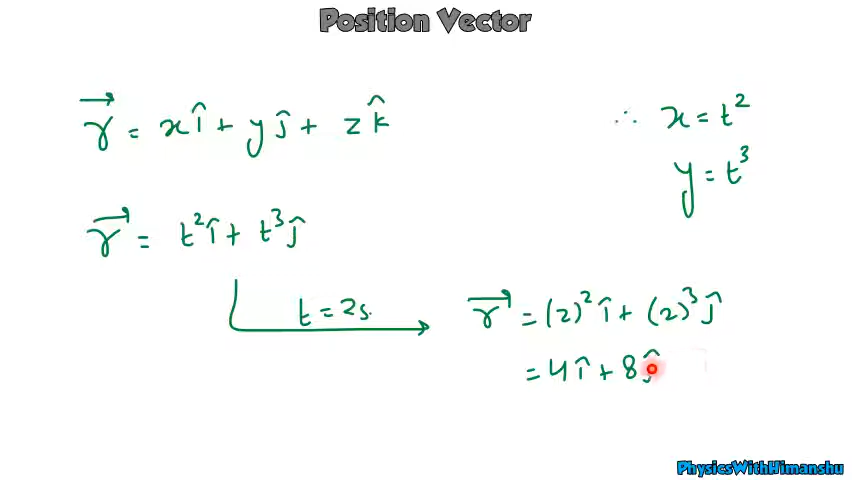 Position Vector
r⃗ = xî + yĵ + zk̂
∴ x = t²
y = t³
r⃗ = t²î + t³ĵ
t = 2s.
r⃗ = (2)²î + (2)³ĵ
= 4î + 8ĵ
PhysicsWithHimanshu